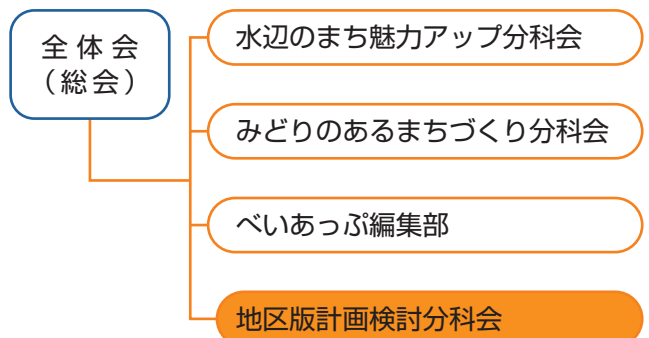 全体会
（総会）
水辺のまち魅力アップ分科会
みどりのあるまちづくり分科会
べいあっぷ編集部
地区版計画検討分科会